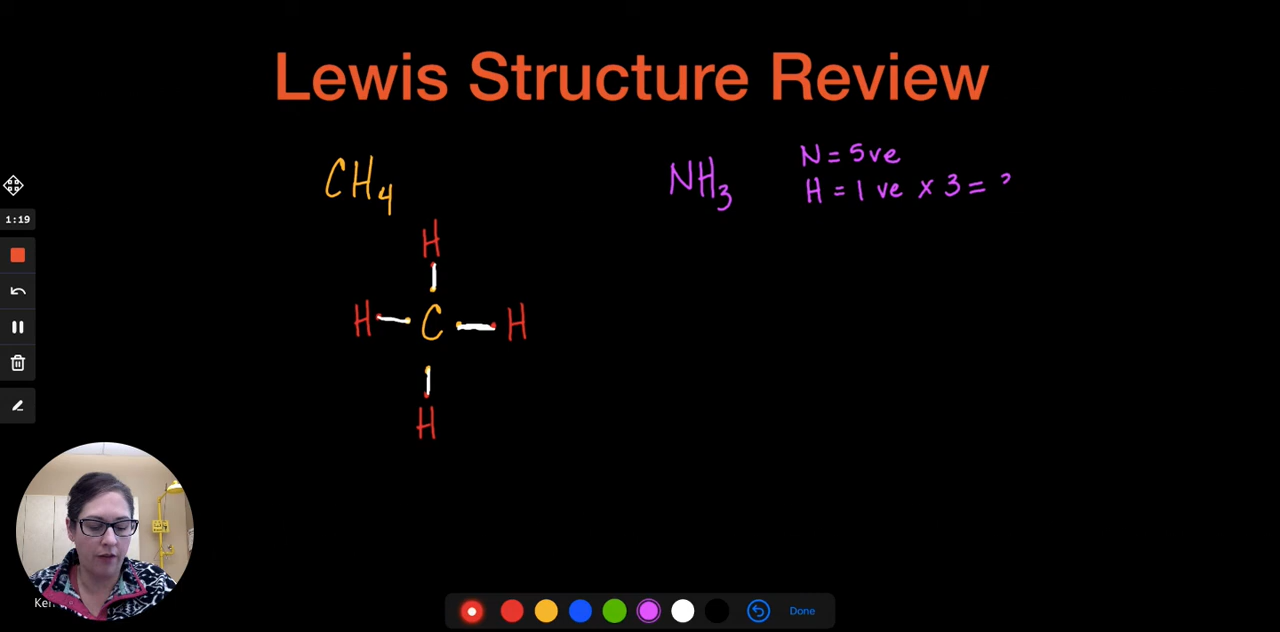 Lewis Structure Review
CH4
NH3
N = 5ve
H = 1 ve x 3 =
H
H
C
H
H
1:19
Done